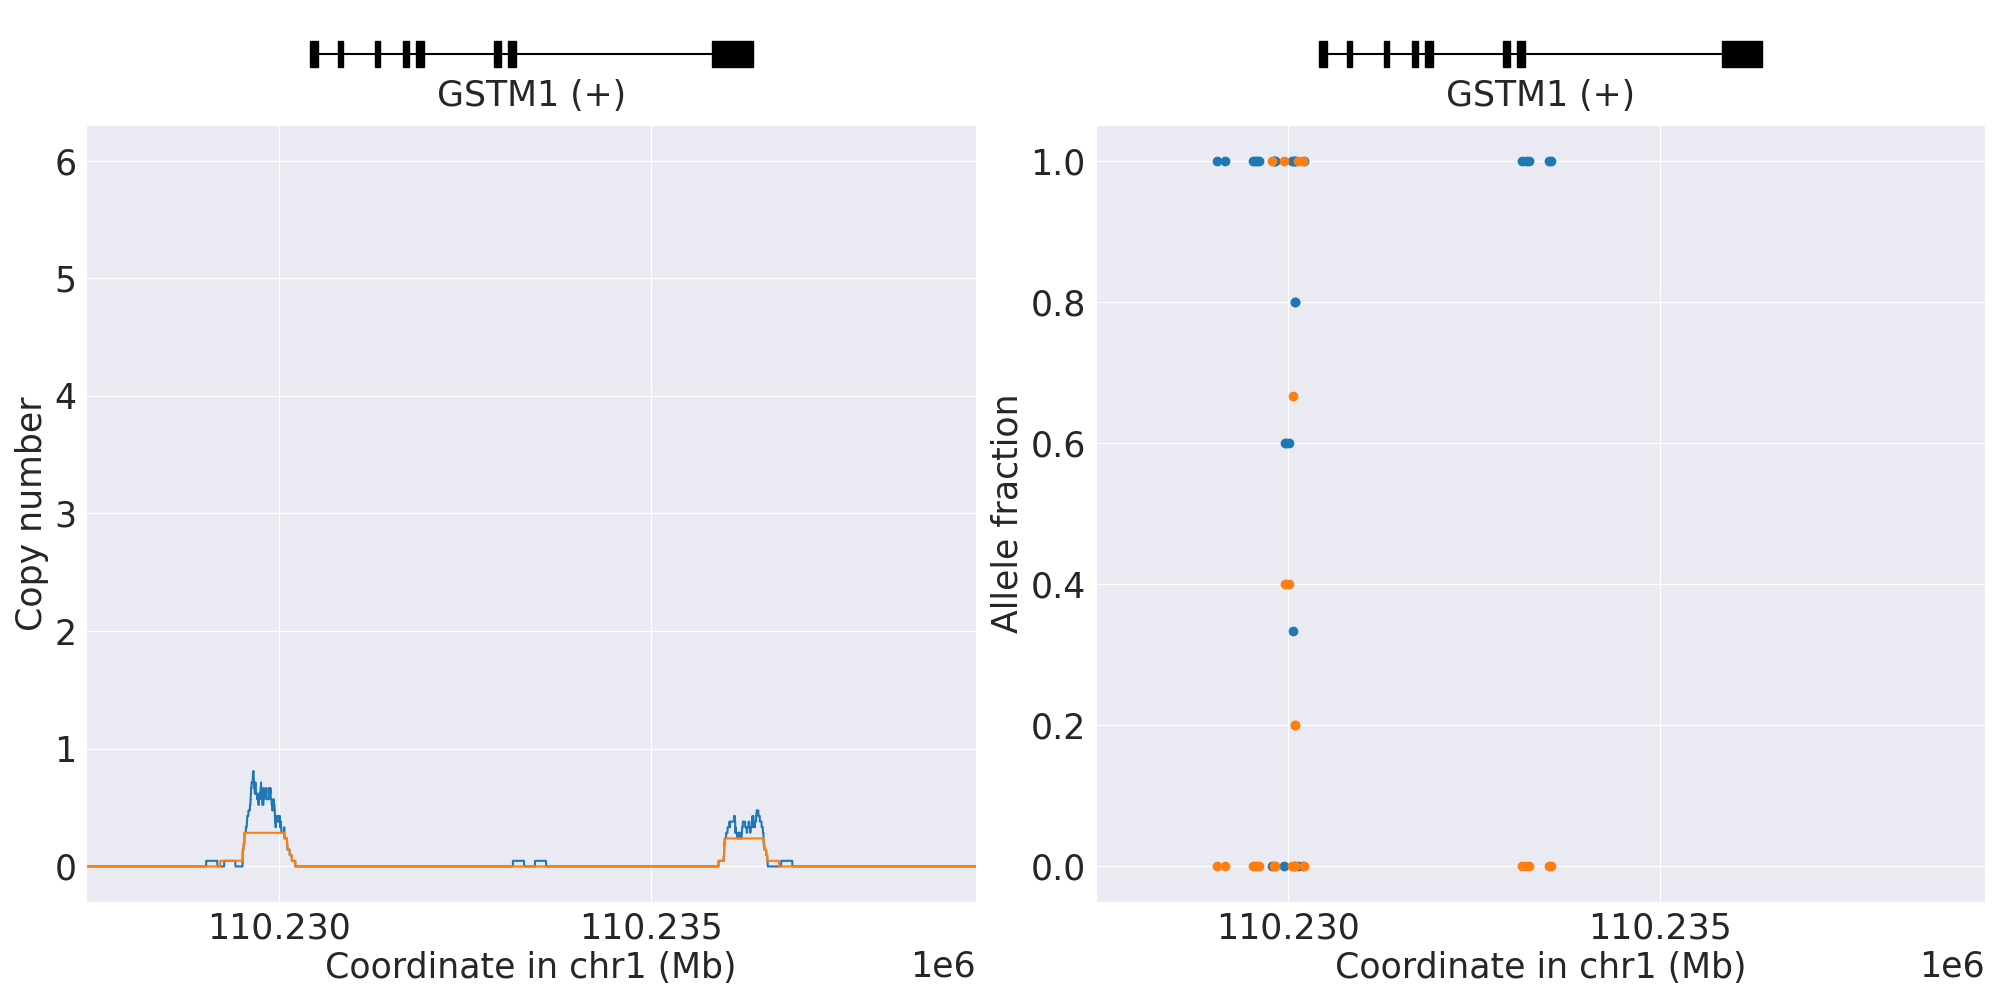 GSTM1 (+)
6
5
4
3
2
1
0
Copy number
110.230
110.235
Coordinate in chr1 (Mb)
1e6
GSTM1 (+)
1.0
0.8
0.6
0.4
0.2
0.0
Allele fraction
110.230
110.235
Coordinate in chr1 (Mb)
1e6